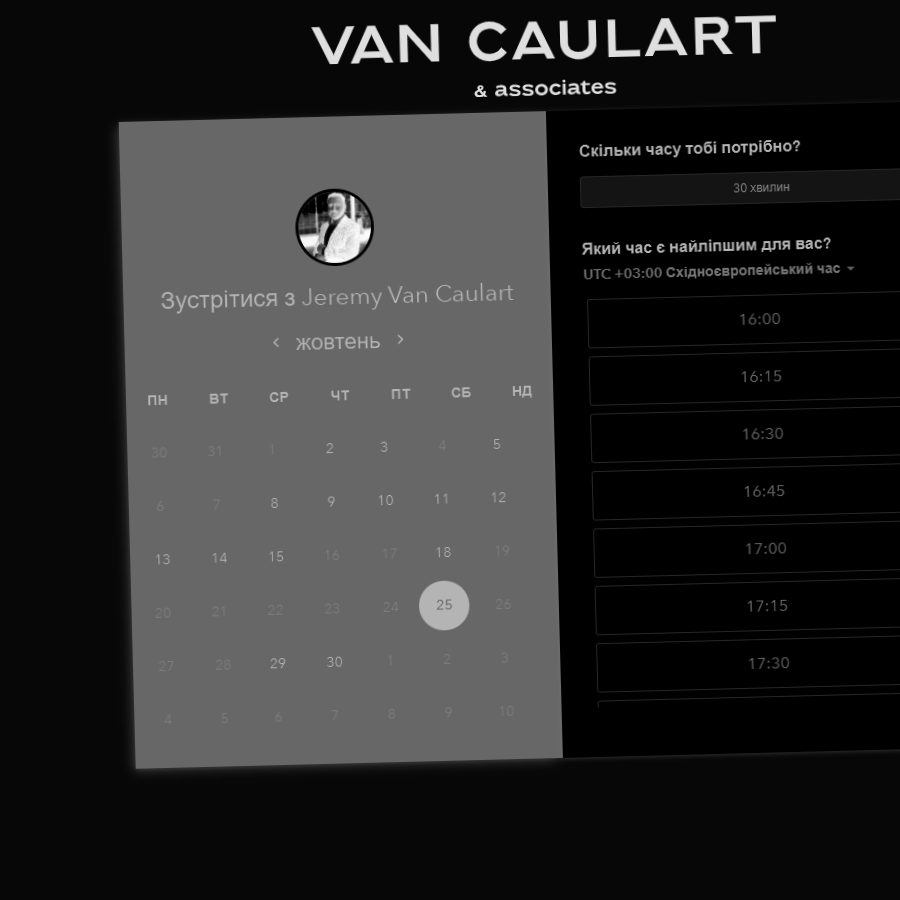 VAN CAULART
& associates
Зустрітися з Jeremy Van Caulart
жовтень
ПН ВТ СР ЧТ ПТ СБ НД
30 31 1 2 3 4 5
6 7 8 9 10 11 12
13 14 15 16 17 18 19
20 21 22 23 24 25 26
27 28 29 30 1 2 3
4 5 6 7 8 9 10
Скільки часу тобі потрібно?
30 хвилин
Який час є найліпшим для вас?
UTC +03:00 Східноєвропейський час
16:00
16:15
16:30
16:45
17:00
17:15
17:30